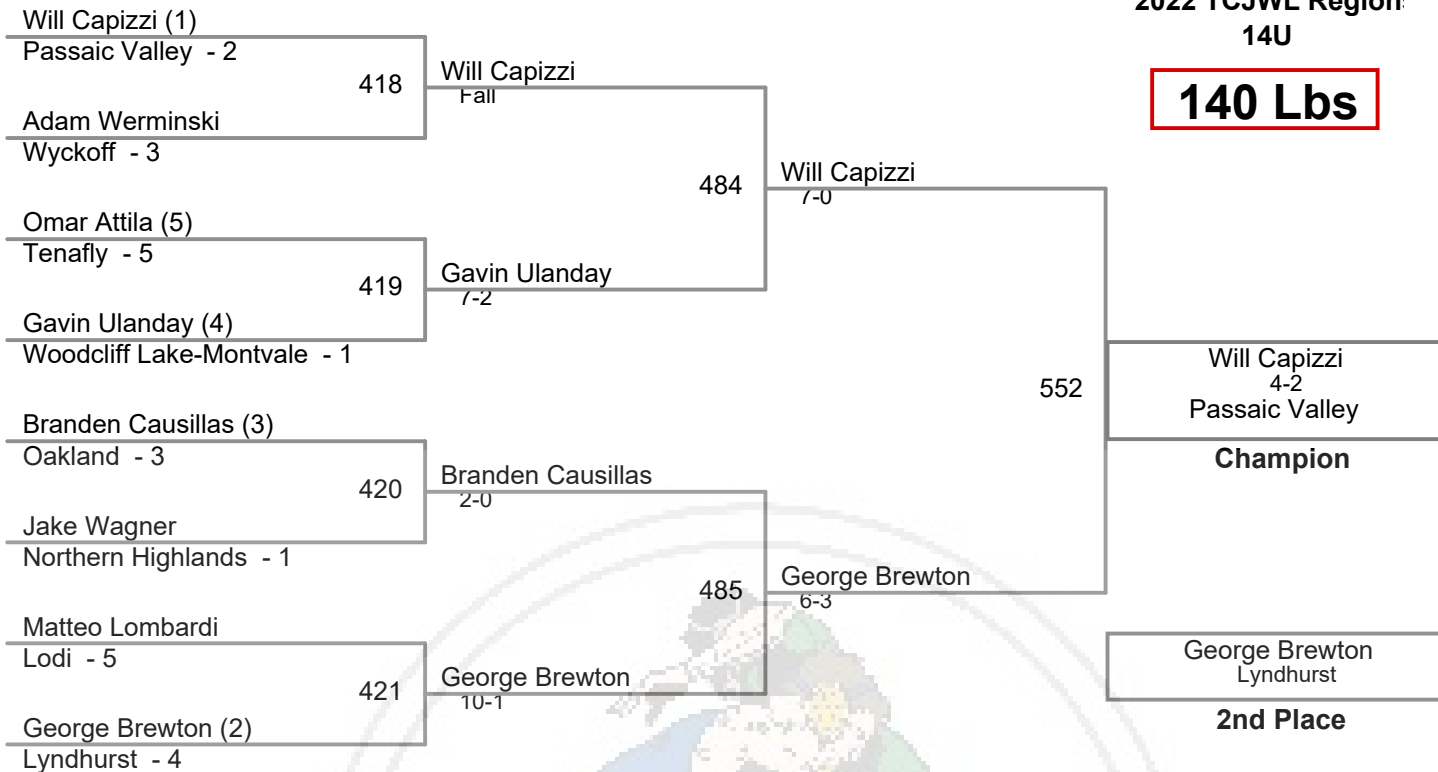 2022 TCJWL Regions
14U
140 Lbs
Will Capizzi (1)
Passaic Valley - 2
418
Will Capizzi
Fall
Adam Werminski
Wyckoff - 3
484
Will Capizzi
7-0
Omar Attila (5)
Tenafly - 5
419
Gavin Ulanday
7-2
Gavin Ulanday (4)
Woodcliff Lake-Montvale - 1
552
Will Capizzi
4-2
Passaic Valley
Champion
Branden Causillas (3)
Oakland - 3
420
Branden Causillas
2-0
Jake Wagner
Northern Highlands - 1
485
George Brewton
6-3
Matteo Lombardi
Lodi - 5
421
George Brewton
10-1
George Brewton (2)
Lyndhurst - 4
George Brewton
Lyndhurst
2nd Place